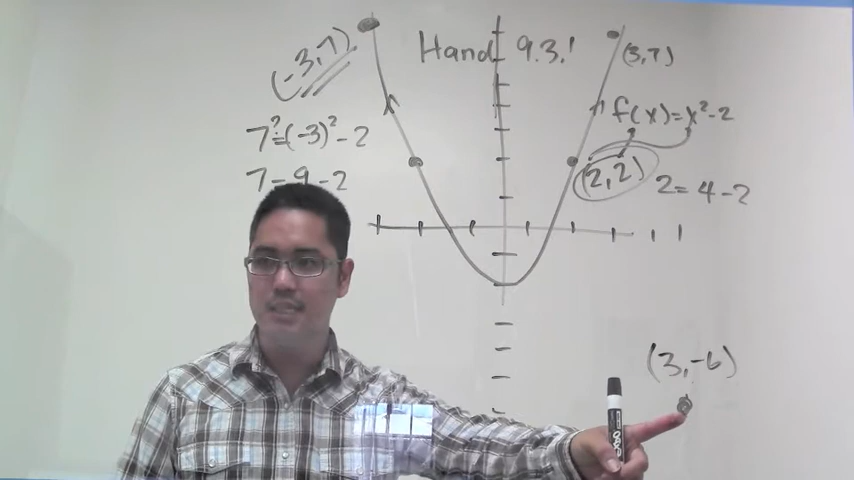 Hand 9.3.1
(-3,7)
(3,7)
f(x)=x²-2
7≟(-3)²-2
7=9-2
(2,2) 2=4-2
(3,-6)
EXPO